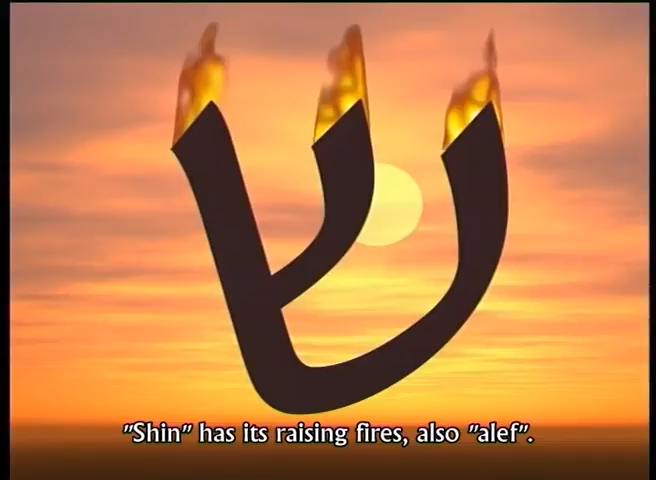 ש
"Shin" has its raising fires, also "alef".